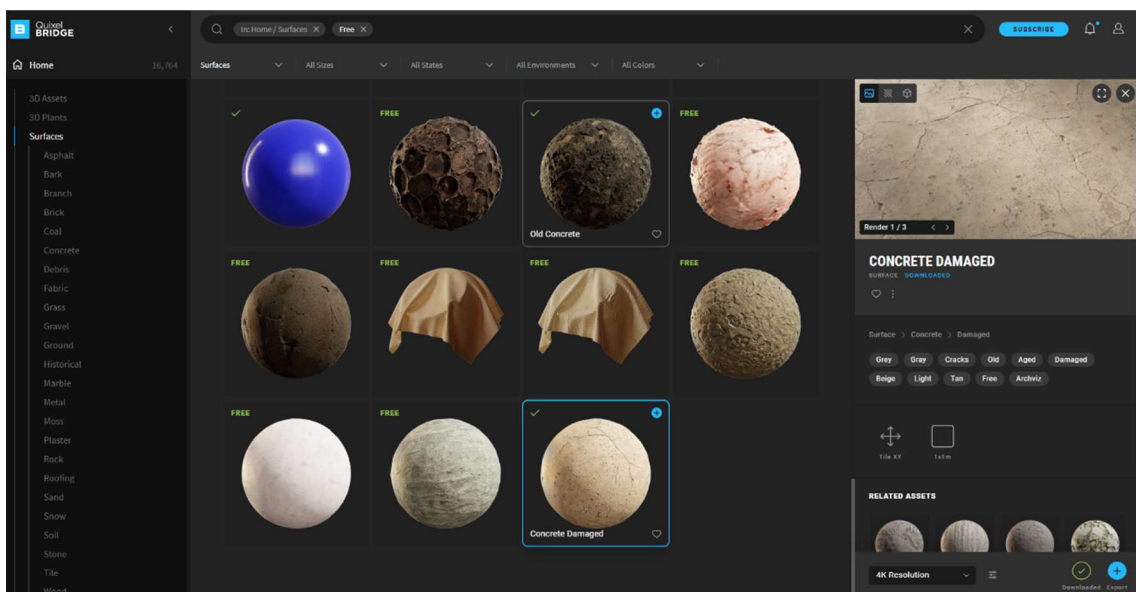 Quixel
BRIDGE
In: Home / Surfaces
Free
SUBSCRIBE
Home
16,764
Surfaces
All Sizes
All States
All Environments
All Colors
3D Assets
3D Plants
Surfaces
Asphalt
Bark
Branch
Brick
Coal
Concrete
Debris
Fabric
Grass
Gravel
Ground
Historical
Marble
Metal
Moss
Plaster
Rock
Roofing
Sand
Snow
Soil
Stone
Tile
Wood
FREE
FREE
Old Concrete
FREE
FREE
FREE
FREE
FREE
FREE
Concrete Damaged
Render 1 / 3
CONCRETE DAMAGED
SURFACE DOWNLOADED
Surface > Concrete > Damaged
Grey Gray Cracks Old Aged Damaged
Beige Light Tan Free Archviz
Tile XY
1x1m
RELATED ASSETS
4K Resolution
Downloaded
Export